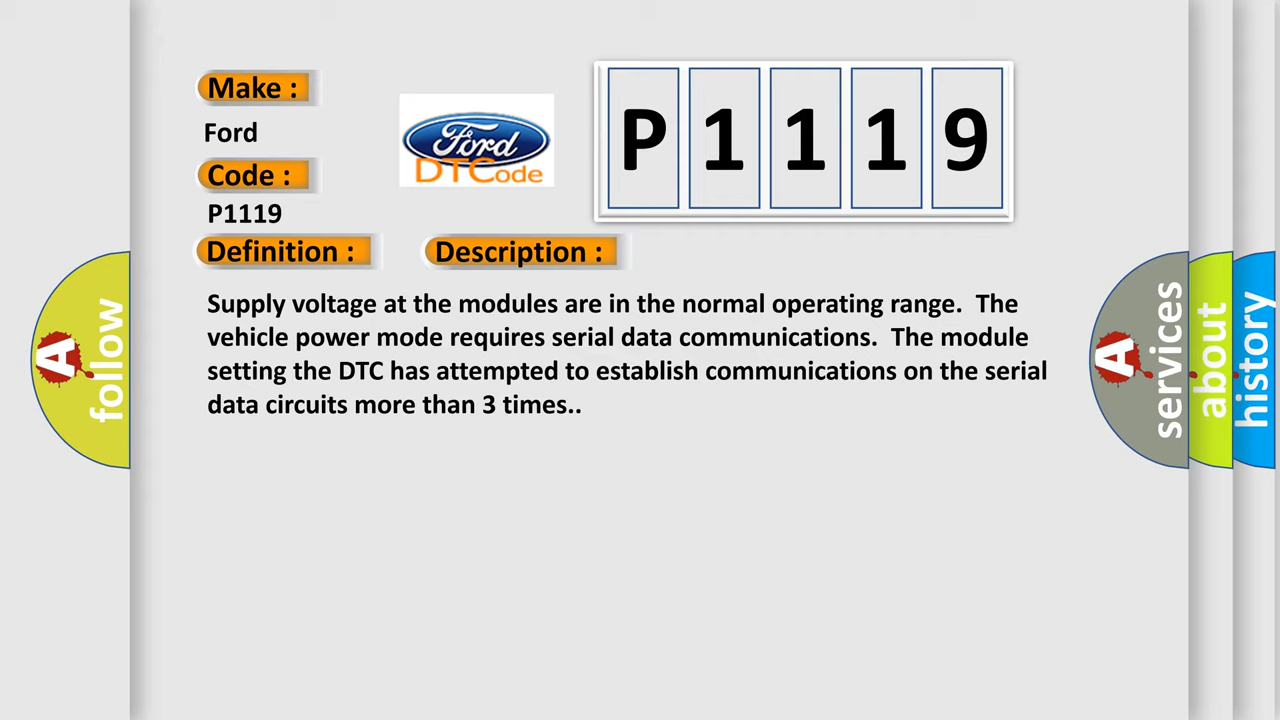 Make :
Ford
Code :
P1119
Ford
DTCode
P 1 1 1 9
Definition :
Description :
Supply voltage at the modules are in the normal operating range. The
vehicle power mode requires serial data communications. The module
setting the DTC has attempted to establish communications on the serial
data circuits more than 3 times..
A
follow
A
services
about
history